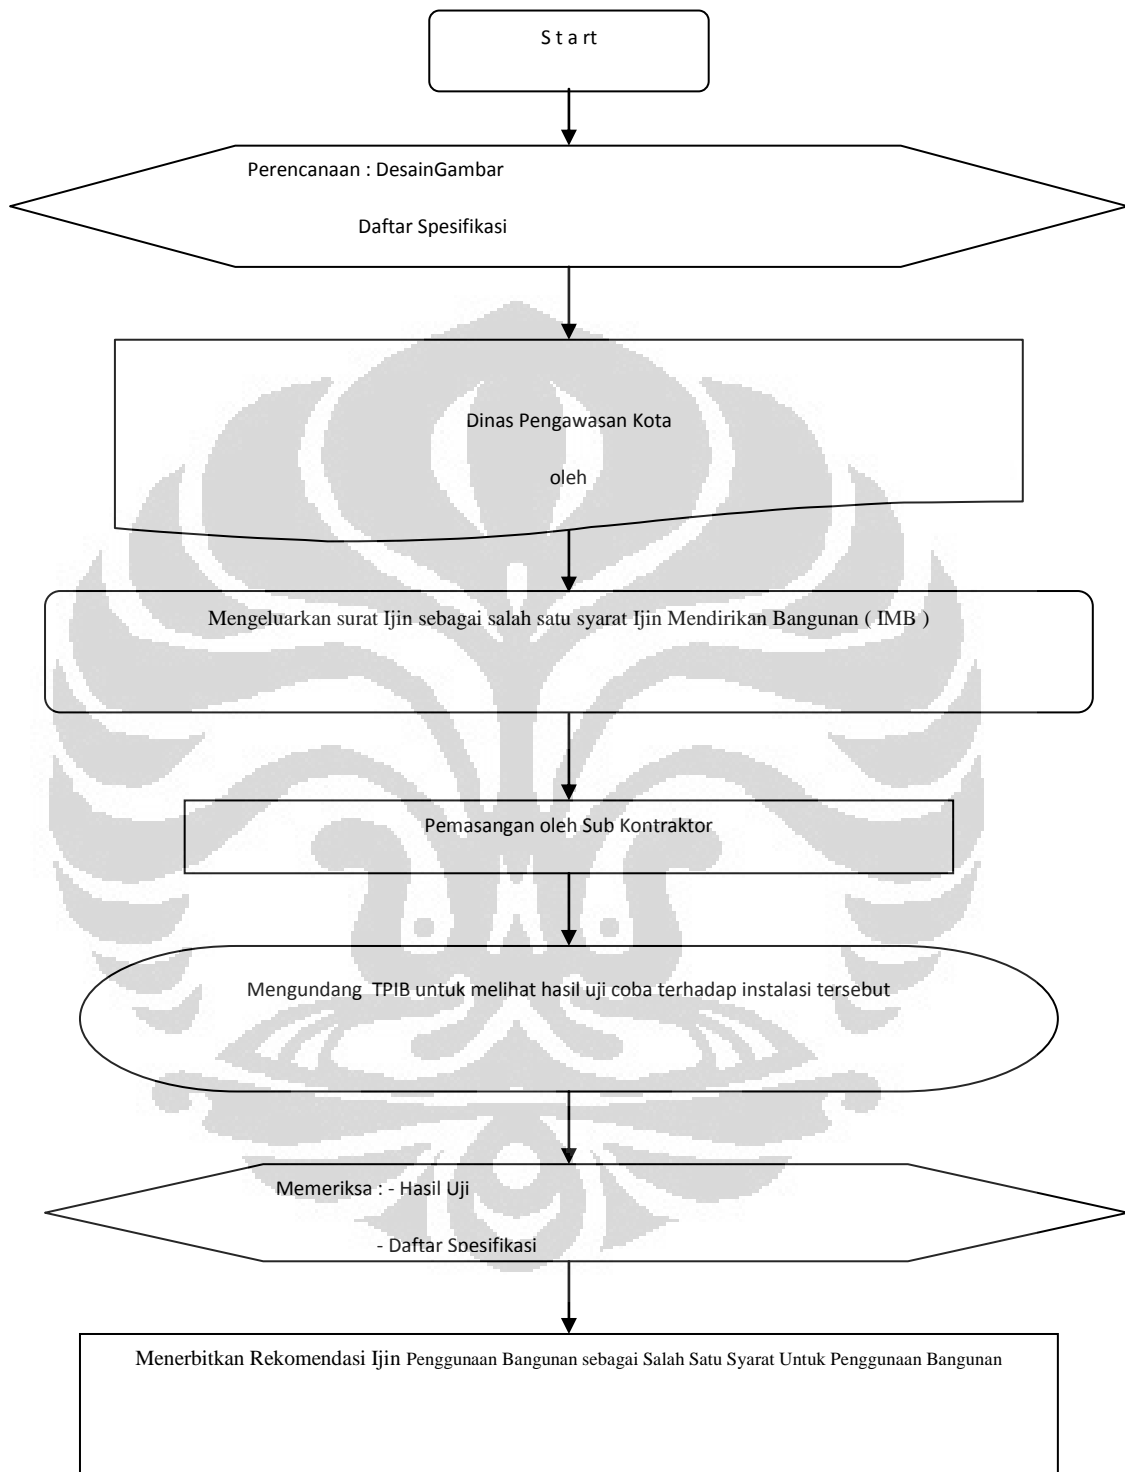 S t a rt
Perencanaan : DesainGambar
Daftar Spesifikasi
Dinas Pengawasan Kota
oleh
Mengeluarkan surat Ijin sebagai salah satu syarat Ijin Mendirikan Bangunan ( IMB )
Pemasangan oleh Sub Kontraktor
Mengundang TPIB untuk melihat hasil uji coba terhadap instalasi tersebut
Memeriksa : - Hasil Uji
- Daftar Spesifikasi
Menerbitkan Rekomendasi Ijin Penggunaan Bangunan sebagai Salah Satu Syarat Untuk Penggunaan Bangunan